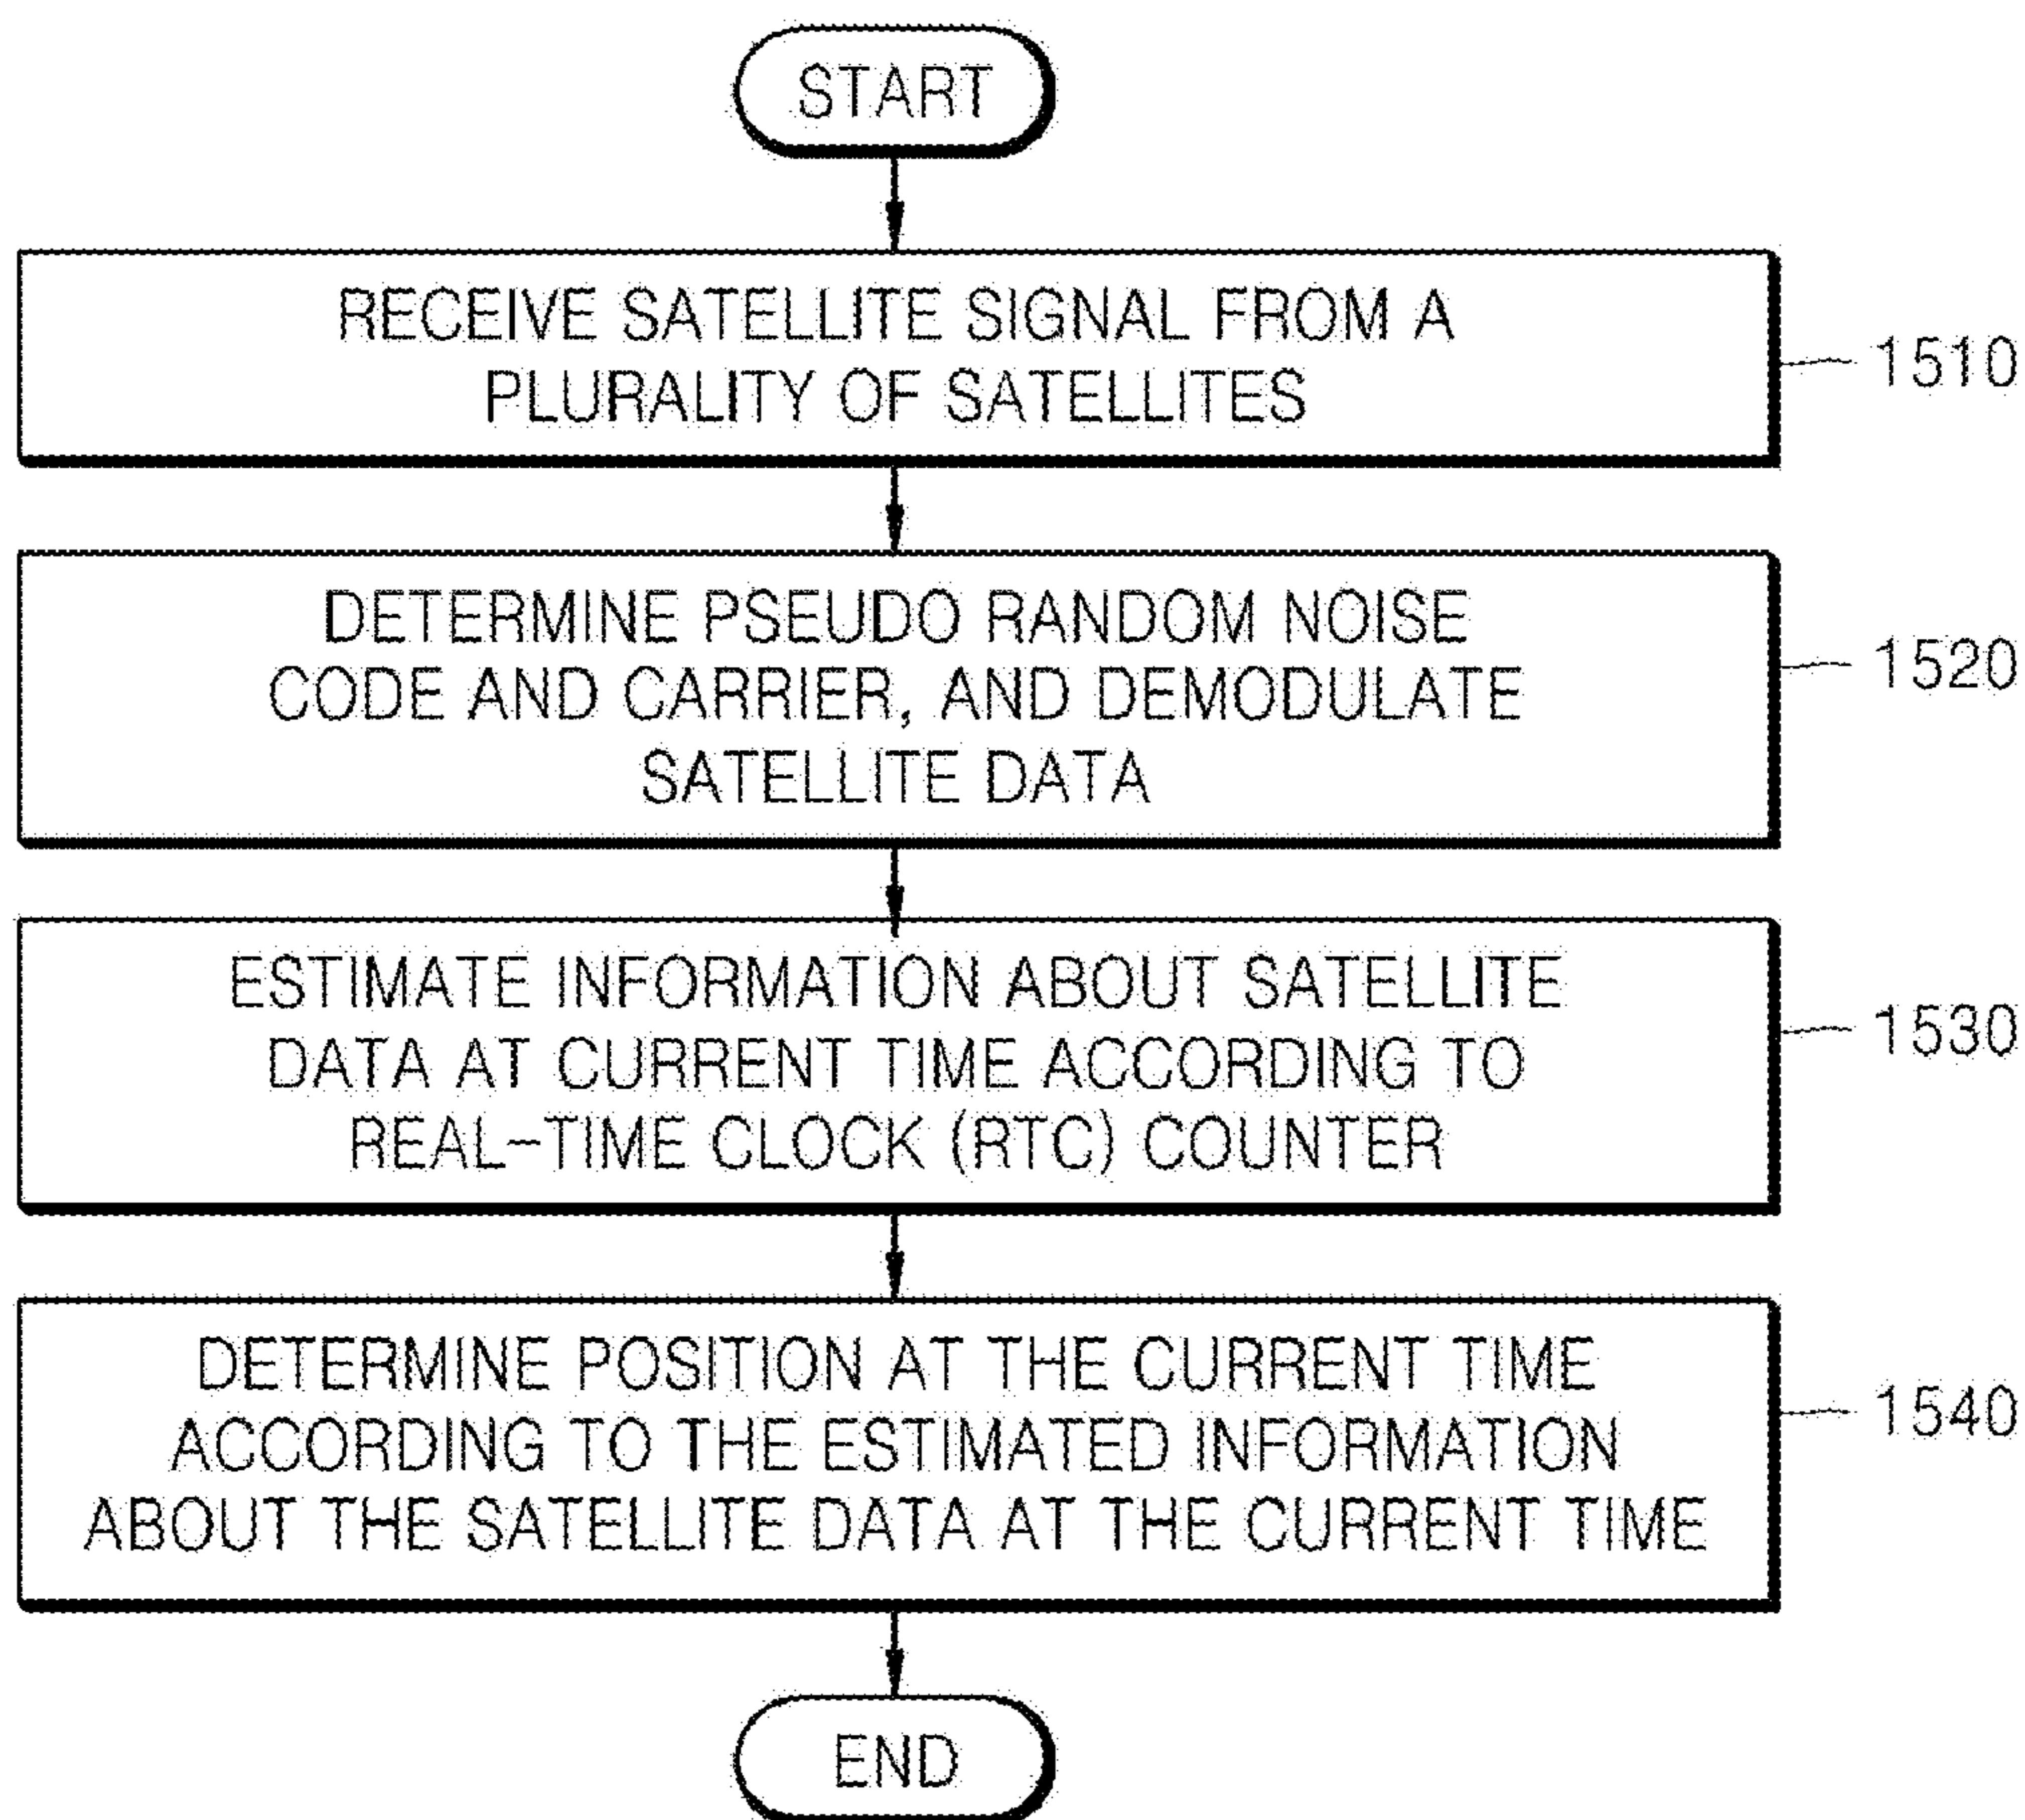 START
RECEIVE SATELLITE SIGNAL FROM A
PLURALITY OF SATELLITES
1510
DETERMINE PSEUDO RANDOM NOISE
CODE AND CARRIER, AND DEMODULATE
SATELLITE DATA
1520
ESTIMATE INFORMATION ABOUT SATELLITE
DATA AT CURRENT TIME ACCORDING TO
REAL-TIME CLOCK (RTC) COUNTER
1530
DETERMINE POSITION AT THE CURRENT TIME
ACCORDING TO THE ESTIMATED INFORMATION
ABOUT THE SATELLITE DATA AT THE CURRENT TIME
1540
END